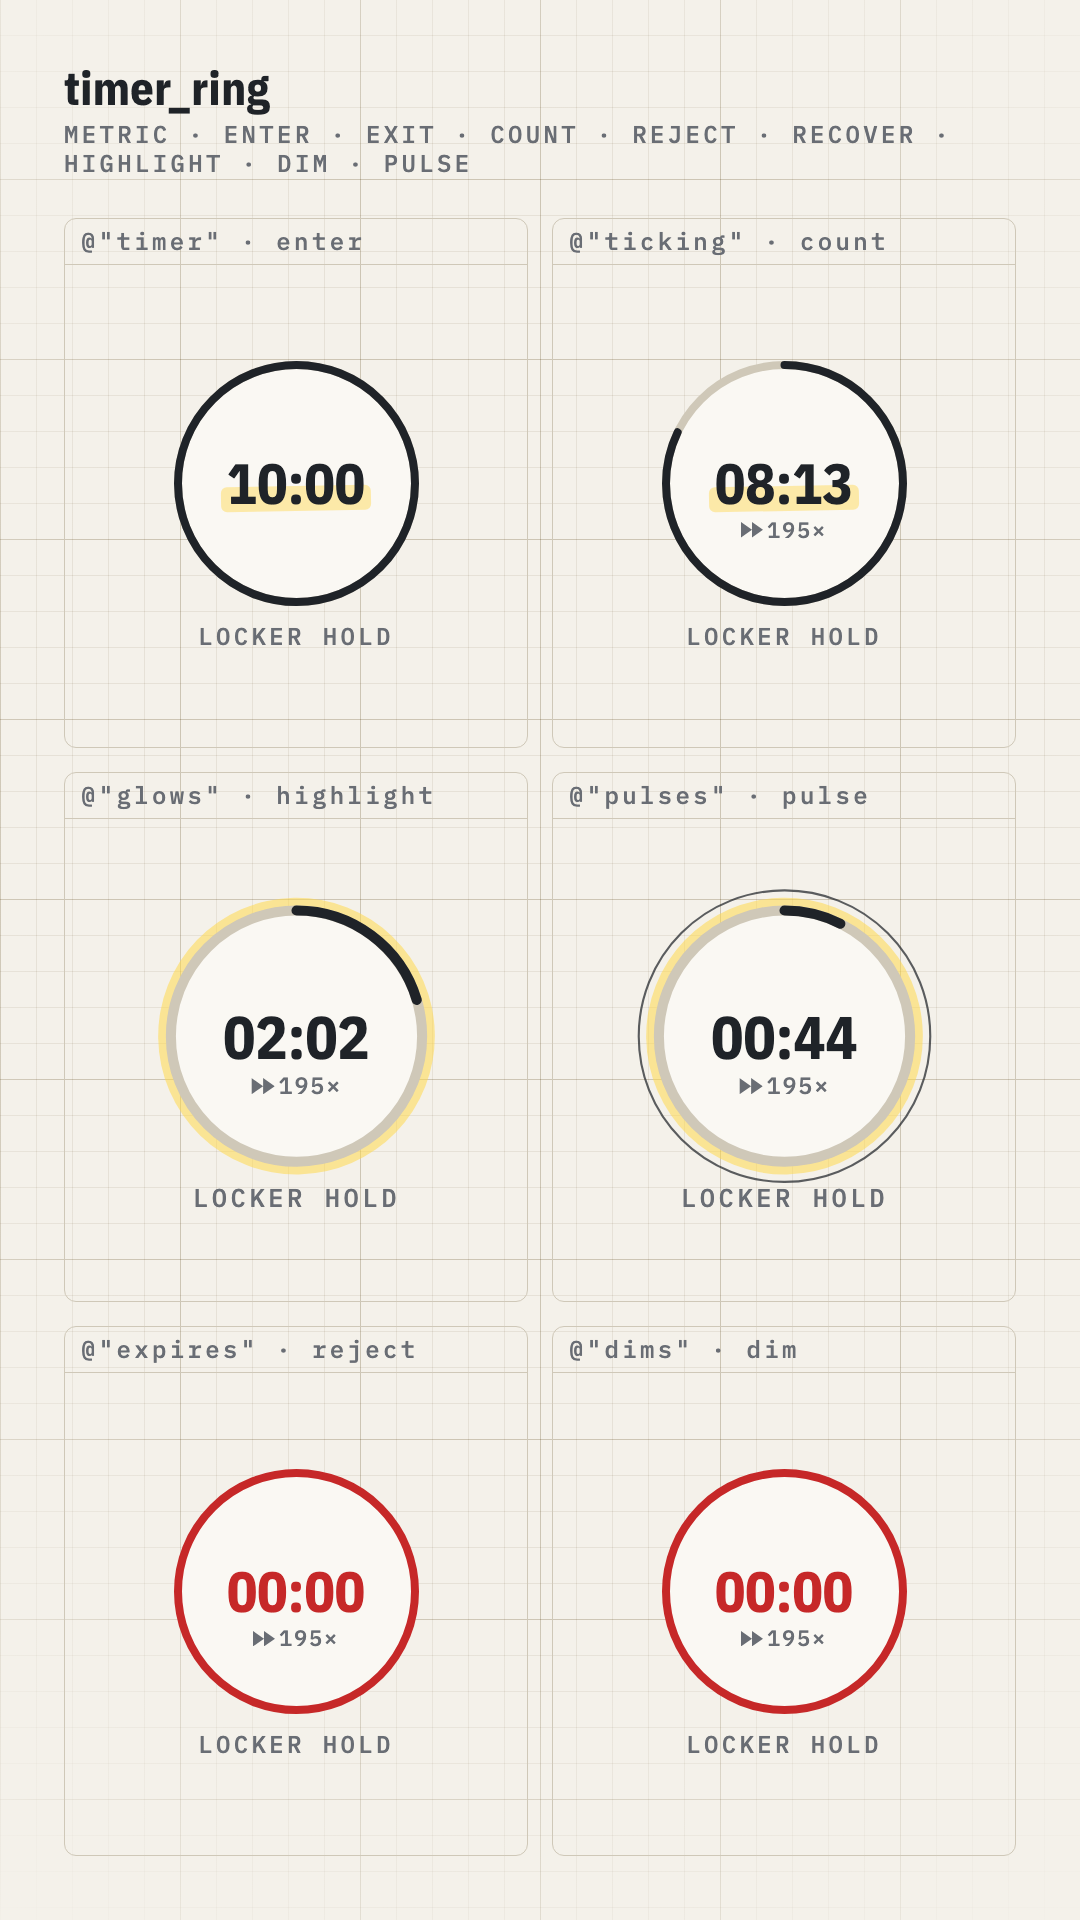 timer_ring
METRIC · ENTER · EXIT · COUNT · REJECT · RECOVER ·
HIGHLIGHT · DIM · PULSE
@"timer" · enter
10:00
LOCKER HOLD
@"ticking" · count
08:13
195×
LOCKER HOLD
@"glows" · highlight
02:02
195×
LOCKER HOLD
@"pulses" · pulse
00:44
195×
LOCKER HOLD
@"expires" · reject
00:00
195×
LOCKER HOLD
@"dims" · dim
00:00
195×
LOCKER HOLD